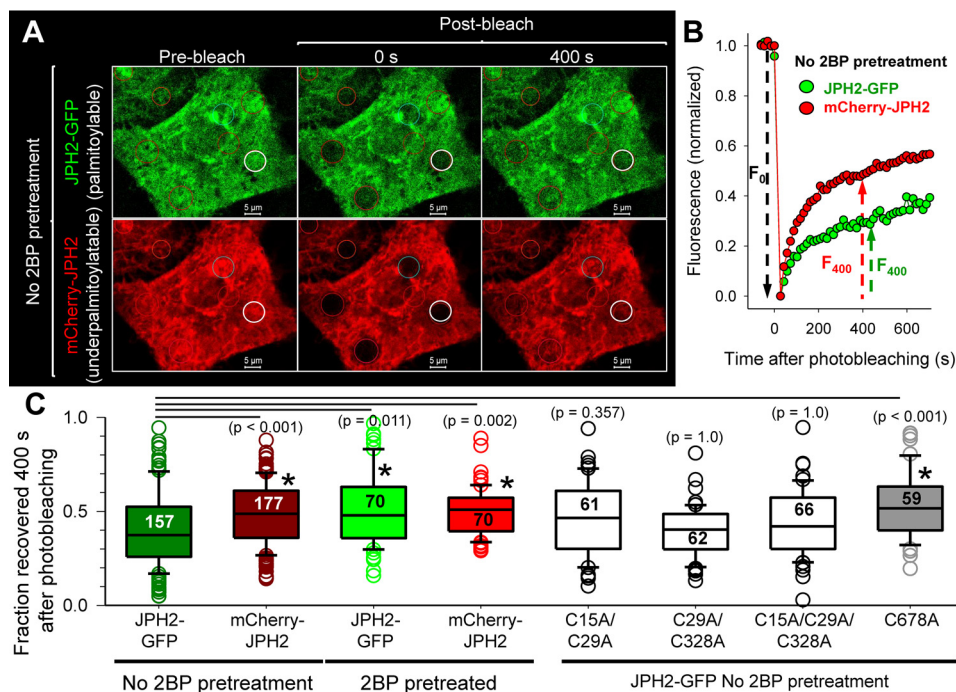 A
Post-bleach
Pre-bleach
0 s
400 s
No 2BP pretreatment
JPH2-GFP
(palmitoylable)
mCherry-JPH2
(underpalmitoytable)
5 µm
5 µm
5 µm
5 µm
5 µm
5 µm
B
Fluorescence (normalized)
1.0
0.8
0.6
0.4
0.2
0.0
No 2BP pretreatment
JPH2-GFP
mCherry-JPH2
F0
F400
F400
0
200
400
600
Time after photobleaching (s)
C
Fraction recovered 400 s
after photobleaching
1.0
0.5
0.0
(p < 0.001)
(p = 0.011)
(p = 0.002)
(p = 0.357)
(p = 1.0)
(p = 1.0)
(p <0.001)
*
*
*
*
157
177
70
70
61
62
66
59
JPH2-
GFP
mCherry-
JPH2
JPH2-
GFP
mCherry-
JPH2
C15A/
C29A
C29A/
C328A
C15A/C29A/
C328A
C678A
No 2BP pretreatment
2BP pretreated
JPH2-GFP No 2BP pretreatment